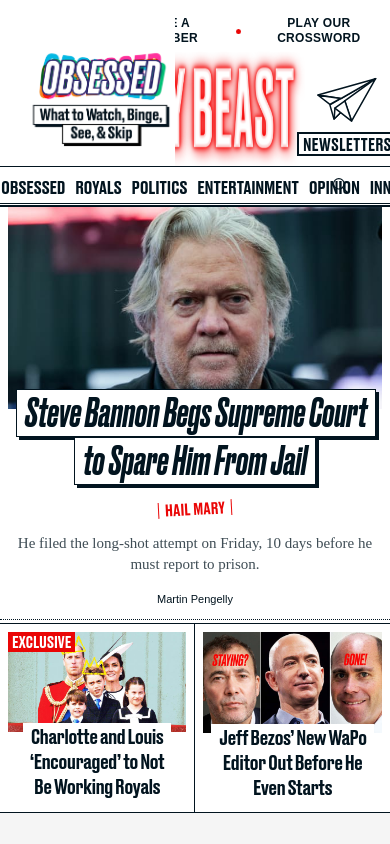 E A
BER
PLAY OUR
CROSSWORD
OBSESSED
What to Watch, Binge,
See, & Skip
Y BEAST
NEWSLETTERS
OBSESSED ROYALS POLITICS ENTERTAINMENT OPINION INN
Steve Bannon Begs Supreme Court
to Spare Him From Jail
HAIL MARY
He filed the long-shot attempt on Friday, 10 days before he
must report to prison.
Martin Pengelly
EXCLUSIVE
Charlotte and Louis
‘Encouraged’ to Not
Be Working Royals
STAYING?
GONE!
Jeff Bezos’ New WaPo
Editor Out Before He
Even Starts